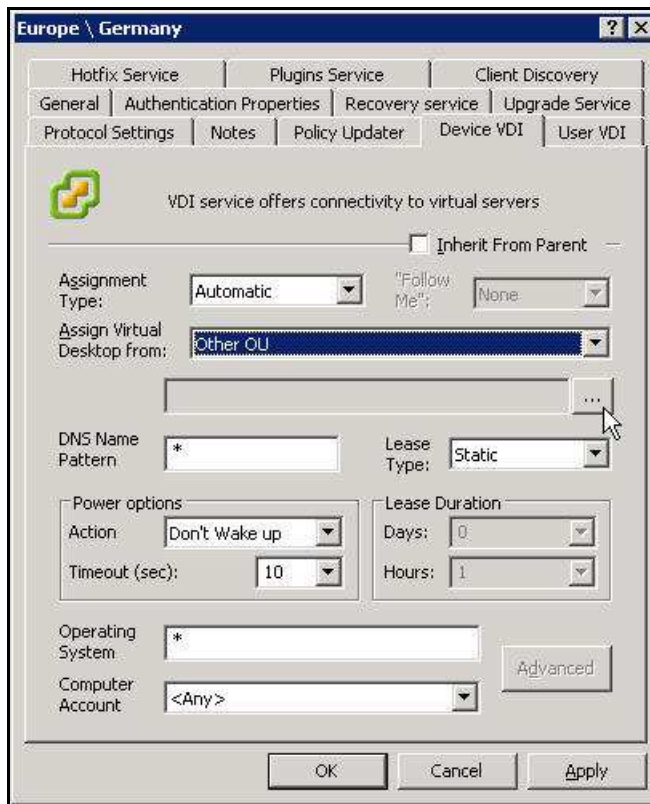 Europe \ Germany
? X
Hotfix Service Plugins Service Client Discovery
General Authentication Properties Recovery service Upgrade Service
Protocol Settings Notes Policy Updater Device VDI User VDI
VDI service offers connectivity to virtual servers
Inherit From Parent
Assignment Type: Automatic "Follow Me": None
Assign Virtual Desktop from: Other OU
...
DNS Name Pattern * Lease Type: Static
Power options Lease Duration
Action Don't Wake up Days: 0
Timeout (sec): 10 Hours: 1
Operating System *
Advanced
Computer Account <Any>
OK Cancel Apply